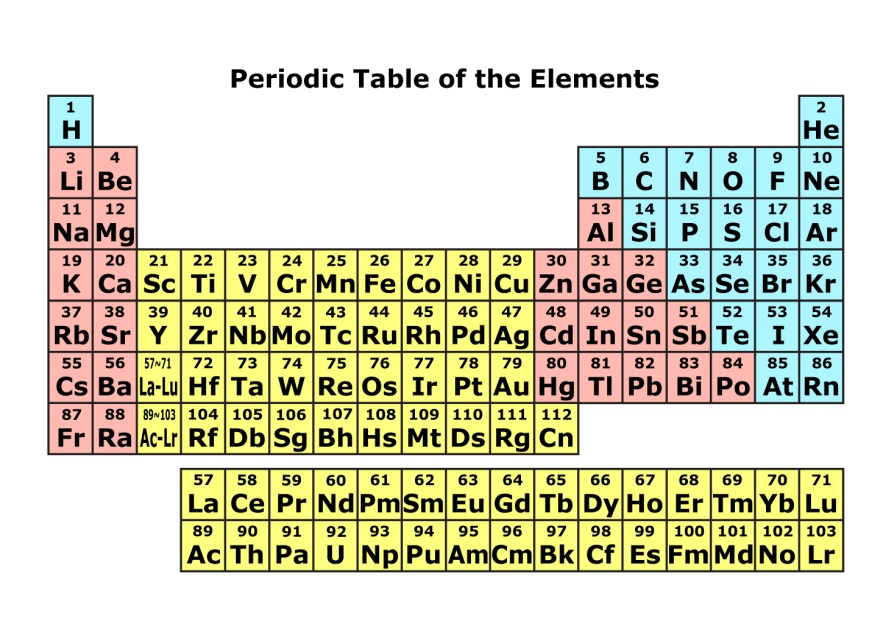 Periodic Table of the Elements
1 2
H He
3 4 5 6 7 8 9 10
Li Be B C N O F Ne
11 12 13 14 15 16 17 18
Na Mg Al Si P S Cl Ar
19 20 21 22 23 24 25 26 27 28 29 30 31 32 33 34 35 36
K Ca Sc Ti V Cr Mn Fe Co Ni Cu Zn Ga Ge As Se Br Kr
37 38 39 40 41 42 43 44 45 46 47 48 49 50 51 52 53 54
Rb Sr Y Zr Nb Mo Tc Ru Rh Pd Ag Cd In Sn Sb Te I Xe
55 56 57~71 72 73 74 75 76 77 78 79 80 81 82 83 84 85 86
Cs Ba La-Lu Hf Ta W Re Os Ir Pt Au Hg Tl Pb Bi Po At Rn
87 88 89~103 104 105 106 107 108 109 110 111 112
Fr Ra Ac-Lr Rf Db Sg Bh Hs Mt Ds Rg Cn
57 58 59 60 61 62 63 64 65 66 67 68 69 70 71
La Ce Pr Nd Pm Sm Eu Gd Tb Dy Ho Er Tm Yb Lu
89 90 91 92 93 94 95 96 97 98 99 100 101 102 103
Ac Th Pa U Np Pu Am Cm Bk Cf Es Fm Md No Lr